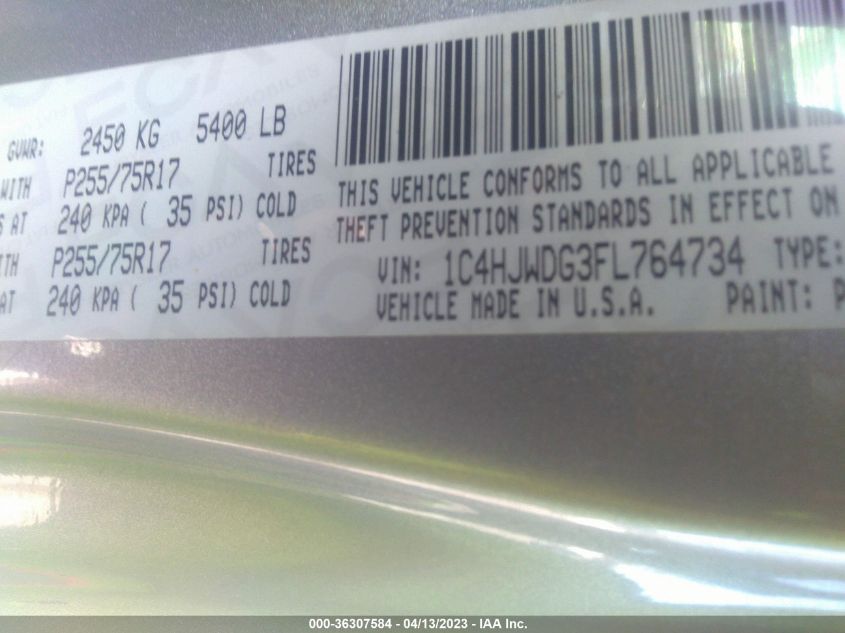 GVWR: 2450 KG 5400 LB
WITH P255/75R17 TIRES
S AT 240 KPA ( 35 PSI) COLD
ITH P255/75R17 TIRES
AT 240 KPA ( 35 PSI) COLD
THIS VEHICLE CONFORMS TO ALL APPLICABLE
THEFT PREVENTION STANDARDS IN EFFECT ON
VIN: 1C4HJWDG3FL764734 TYPE:
VEHICLE MADE IN U.S.A. PAINT: P
000-36307584 - 04/13/2023 - IAA Inc.